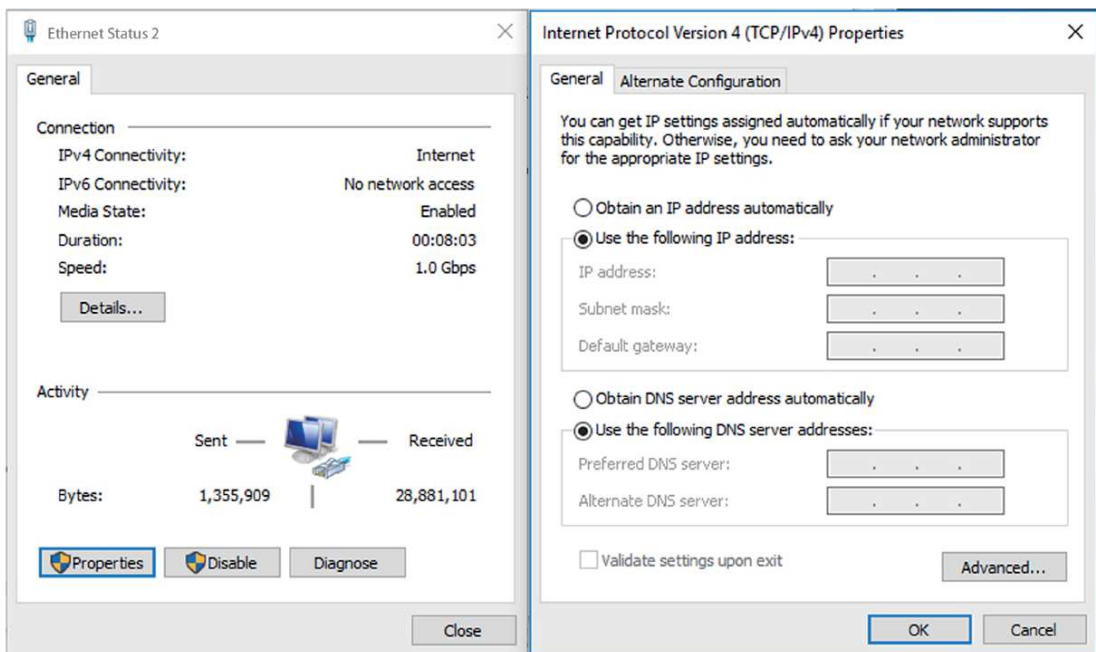 Ethernet Status 2
General
Connection
IPv4 Connectivity: Internet
IPv6 Connectivity: No network access
Media State: Enabled
Duration: 00:08:03
Speed: 1.0 Gbps
Details...
Activity
Sent Received
Bytes: 1,355,909 28,881,101
Properties Disable Diagnose
Close
Internet Protocol Version 4 (TCP/IPv4) Properties
General Alternate Configuration
You can get IP settings assigned automatically if your network supports
this capability. Otherwise, you need to ask your network administrator
for the appropriate IP settings.
Obtain an IP address automatically
Use the following IP address:
IP address: . . .
Subnet mask: . . .
Default gateway: . . .
Obtain DNS server address automatically
Use the following DNS server addresses:
Preferred DNS server: . . .
Alternate DNS server: . . .
Validate settings upon exit
Advanced...
OK Cancel